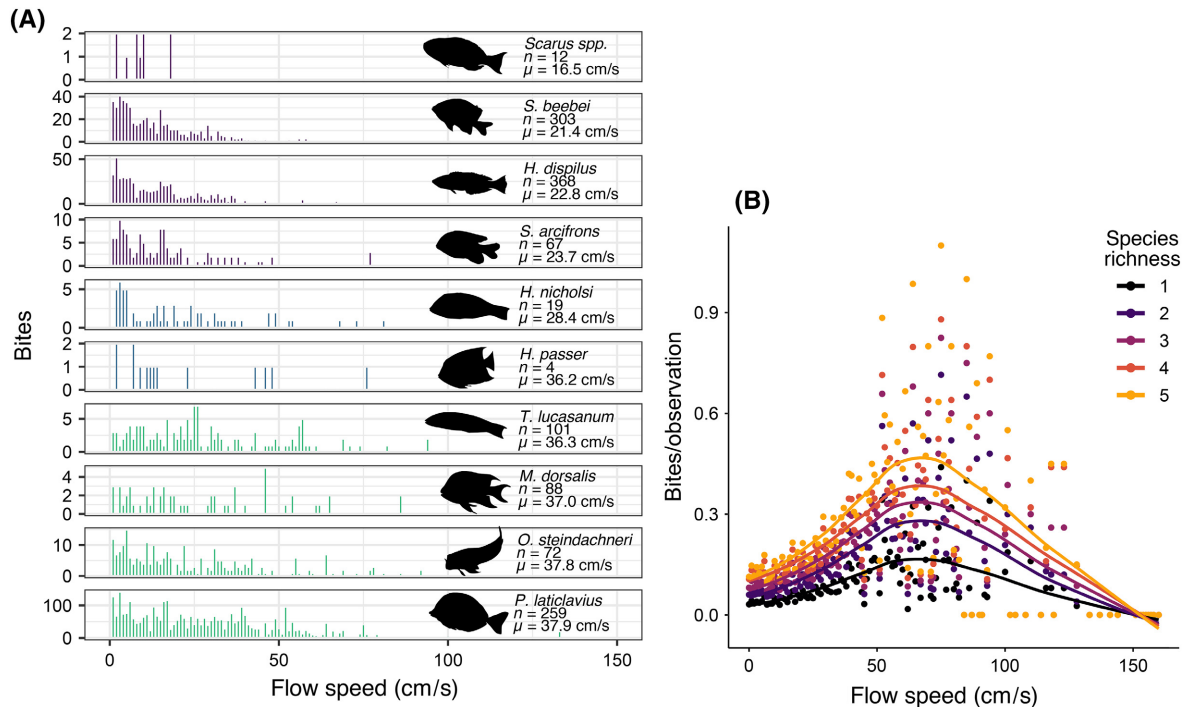 (A)
2
1
0
Scarus spp.
n = 12
μ = 16.5 cm/s
40
20
0
S. beebei
n = 303
μ = 21.4 cm/s
50
0
H. dispilus
n = 368
μ = 22.8 cm/s
10
5
0
S. arcifrons
n = 67
μ = 23.7 cm/s
5
0
H. nicholsi
n = 19
μ = 28.4 cm/s
2
1
0
H. passer
n = 4
μ = 36.2 cm/s
5
0
T. lucasanum
n = 101
μ = 36.3 cm/s
4
2
0
M. dorsalis
n = 88
μ = 37.0 cm/s
10
0
O. steindachneri
n = 72
μ = 37.8 cm/s
100
0
P. laticlavius
n = 259
μ = 37.9 cm/s
Bites
0 50 100 150
Flow speed (cm/s)
(B)
Species
richness
1
2
3
4
5
Bites/observation
0.9
0.6
0.3
0.0
0 50 100 150
Flow speed (cm/s)